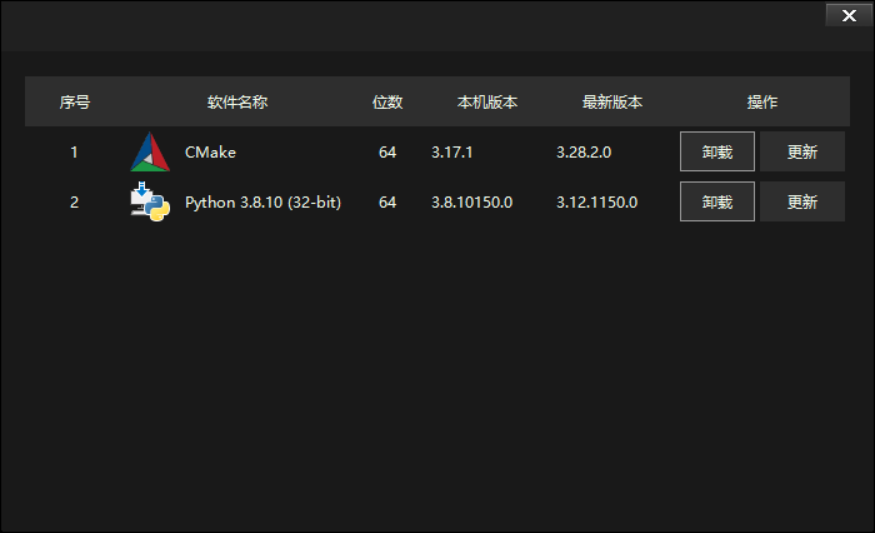 序号 软件名称 位数 本机版本 最新版本 操作
1 CMake 64 3.17.1 3.28.2.0 卸载 更新
2 Python 3.8.10 (32-bit) 64 3.8.10150.0 3.12.1150.0 卸载 更新